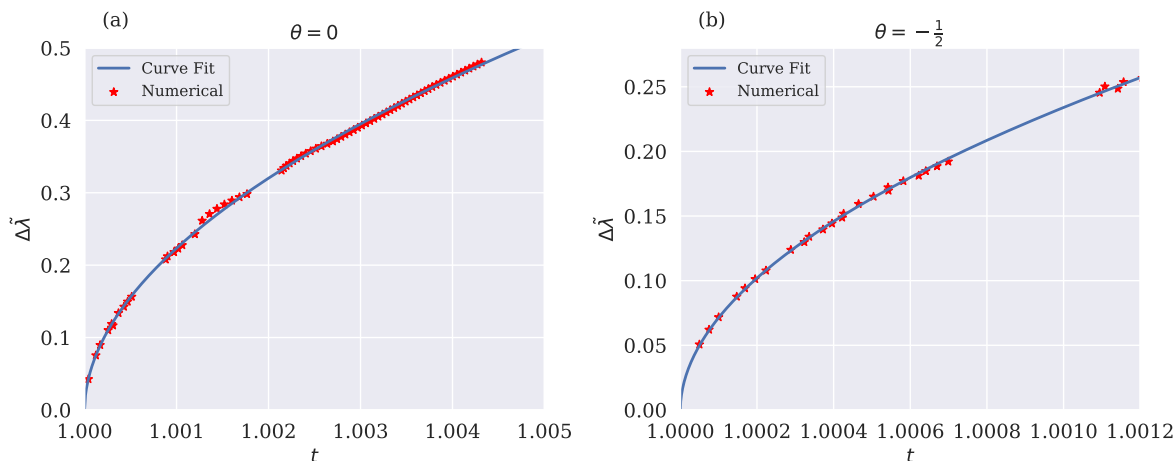 (a)
θ = 0
Curve Fit
Numerical
0.5
0.4
0.3
0.2
0.1
0.0
Δλ̃
1.000 1.001 1.002 1.003 1.004 1.005
t
(b)
θ = −1/2
Curve Fit
Numerical
0.25
0.20
0.15
0.10
0.05
0.00
Δλ̃
1.0000 1.0002 1.0004 1.0006 1.0008 1.0010 1.0012
t